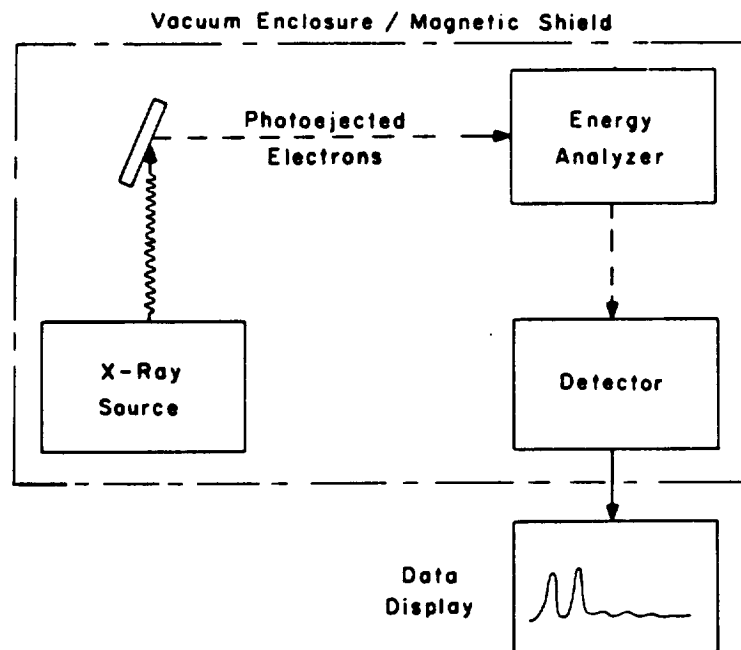 Vacuum Enclosure / Magnetic Shield
Photoejected
Electrons
Energy
Analyzer
X-Ray
Source
Detector
Data
Display